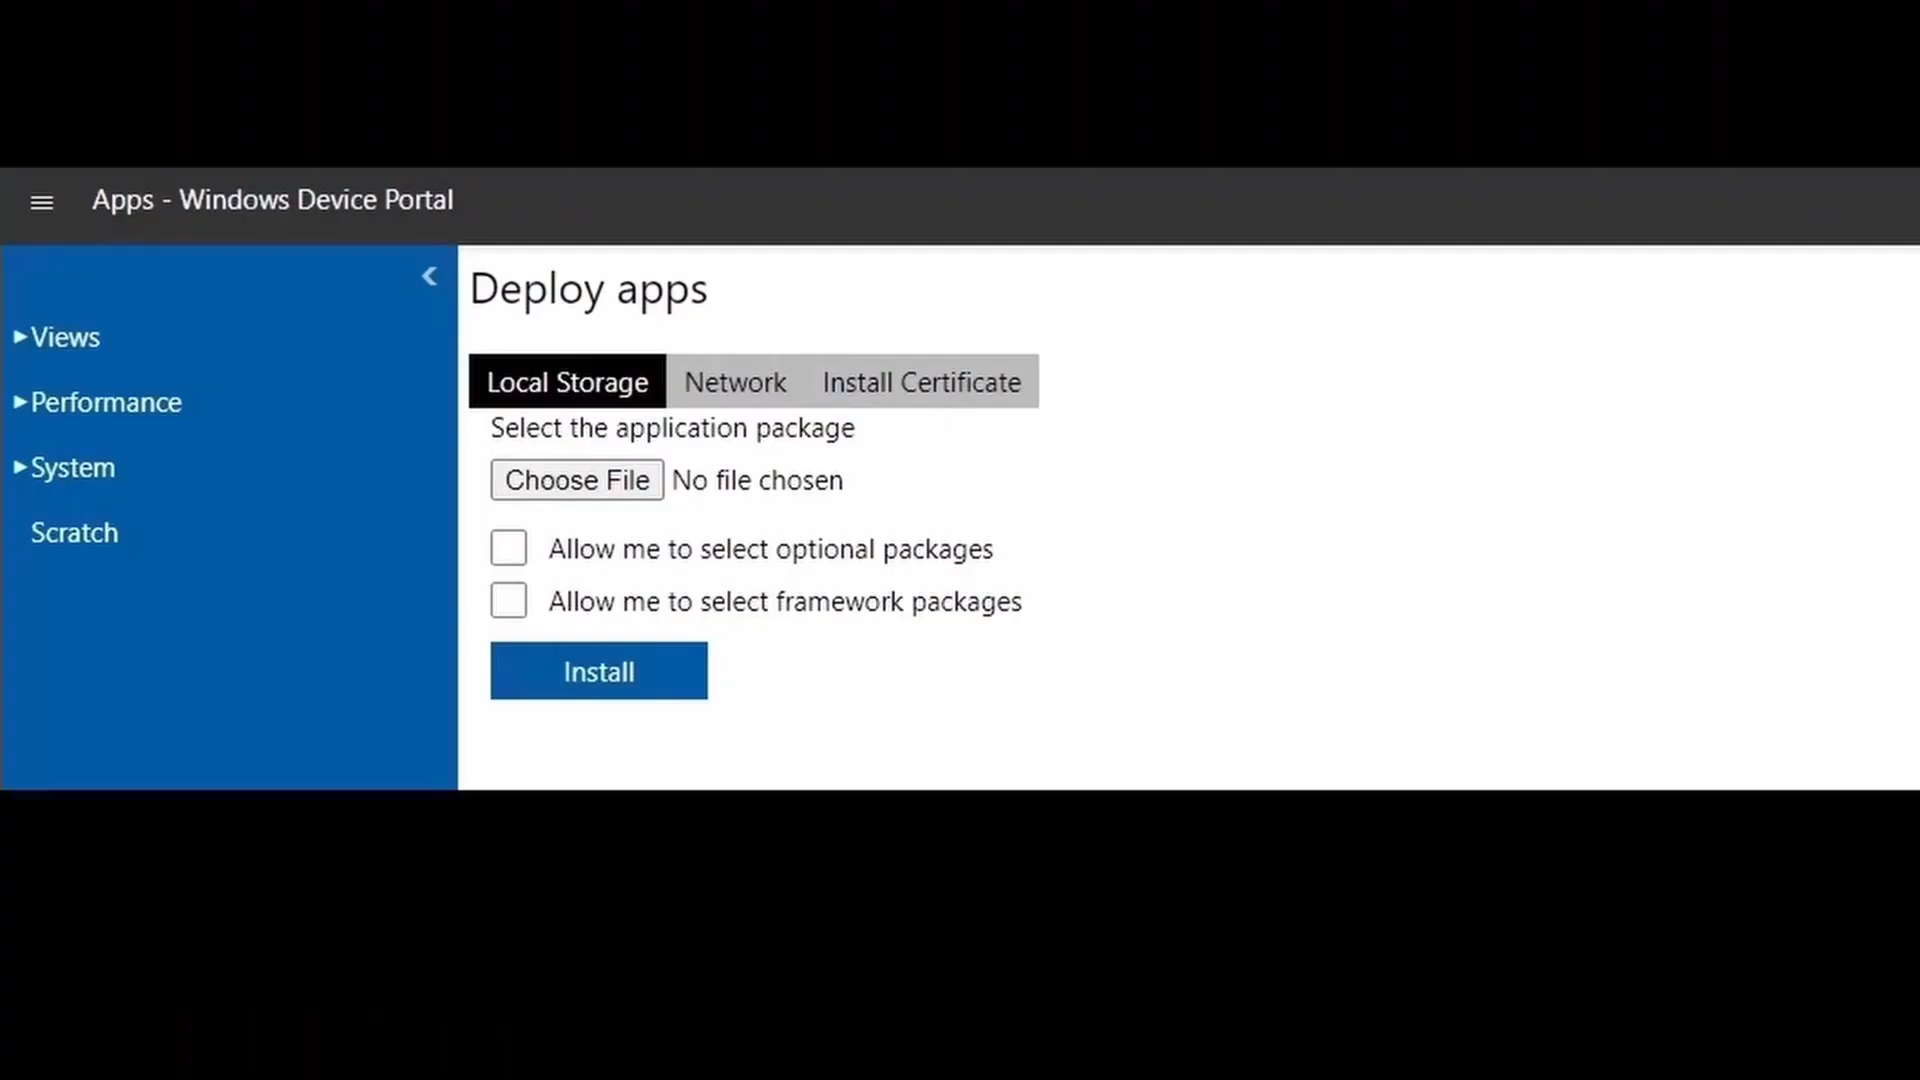 Apps - Windows Device Portal
Views
Performance
System
Scratch
Deploy apps
Local Storage Network Install Certificate
Select the application package
Choose File No file chosen
Allow me to select optional packages
Allow me to select framework packages
Install